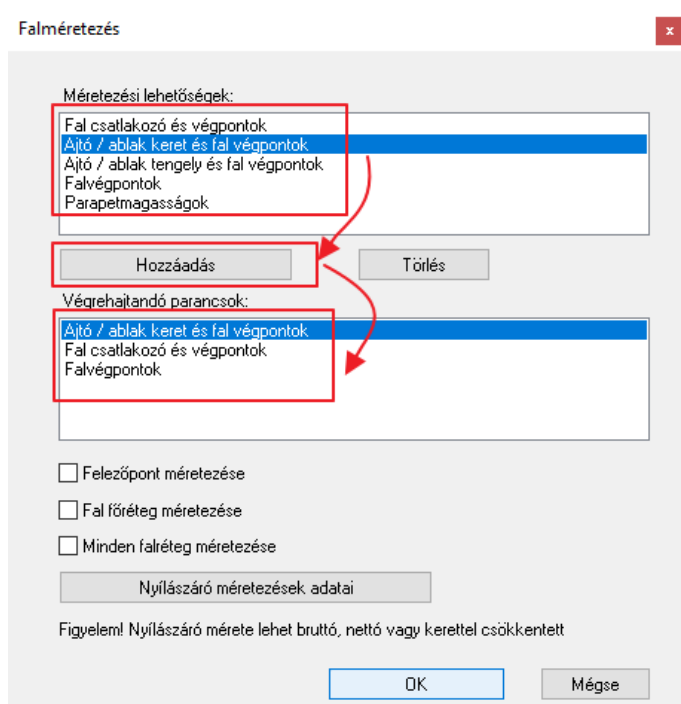 Falméretezés
x
Méretezési lehetőségek:
Fal csatlakozó és végpontok
Ajtó / ablak keret és fal végpontok
Ajtó / ablak tengely és fal végpontok
Falvégpontok
Parapetmagasságok
Hozzáadás Törlés
Végrehajtandó parancsok:
Ajtó / ablak keret és fal végpontok
Fal csatlakozó és végpontok
Falvégpontok
Felezőpont méretezése
Fal főréteg méretezése
Minden falréteg méretezése
Nyílászáró méretezések adatai
Figyelem! Nyílászáró mérete lehet bruttó, nettó vagy kerettel csökkentett
OK Mégse